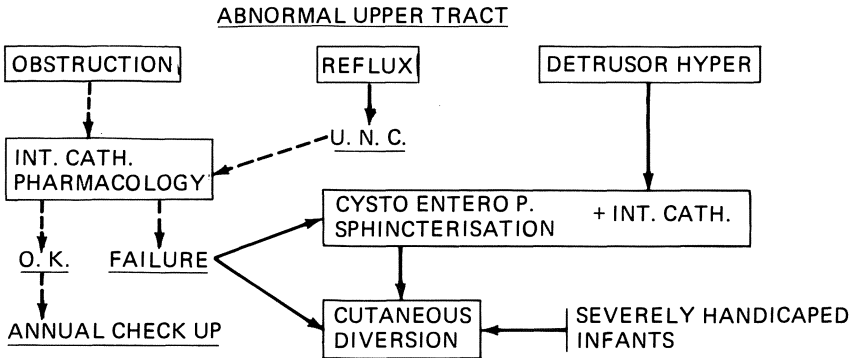 ABNORMAL UPPER TRACT
OBSTRUCTION
REFLUX
DETRUSOR HYPER
U. N. C.
INT. CATH.
PHARMACOLOGY
CYSTO ENTERO P. + INT. CATH.
SPHINCTERISATION
O. K.
FAILURE
ANNUAL CHECK UP
CUTANEOUS
DIVERSION
SEVERELY HANDICAPED
INFANTS